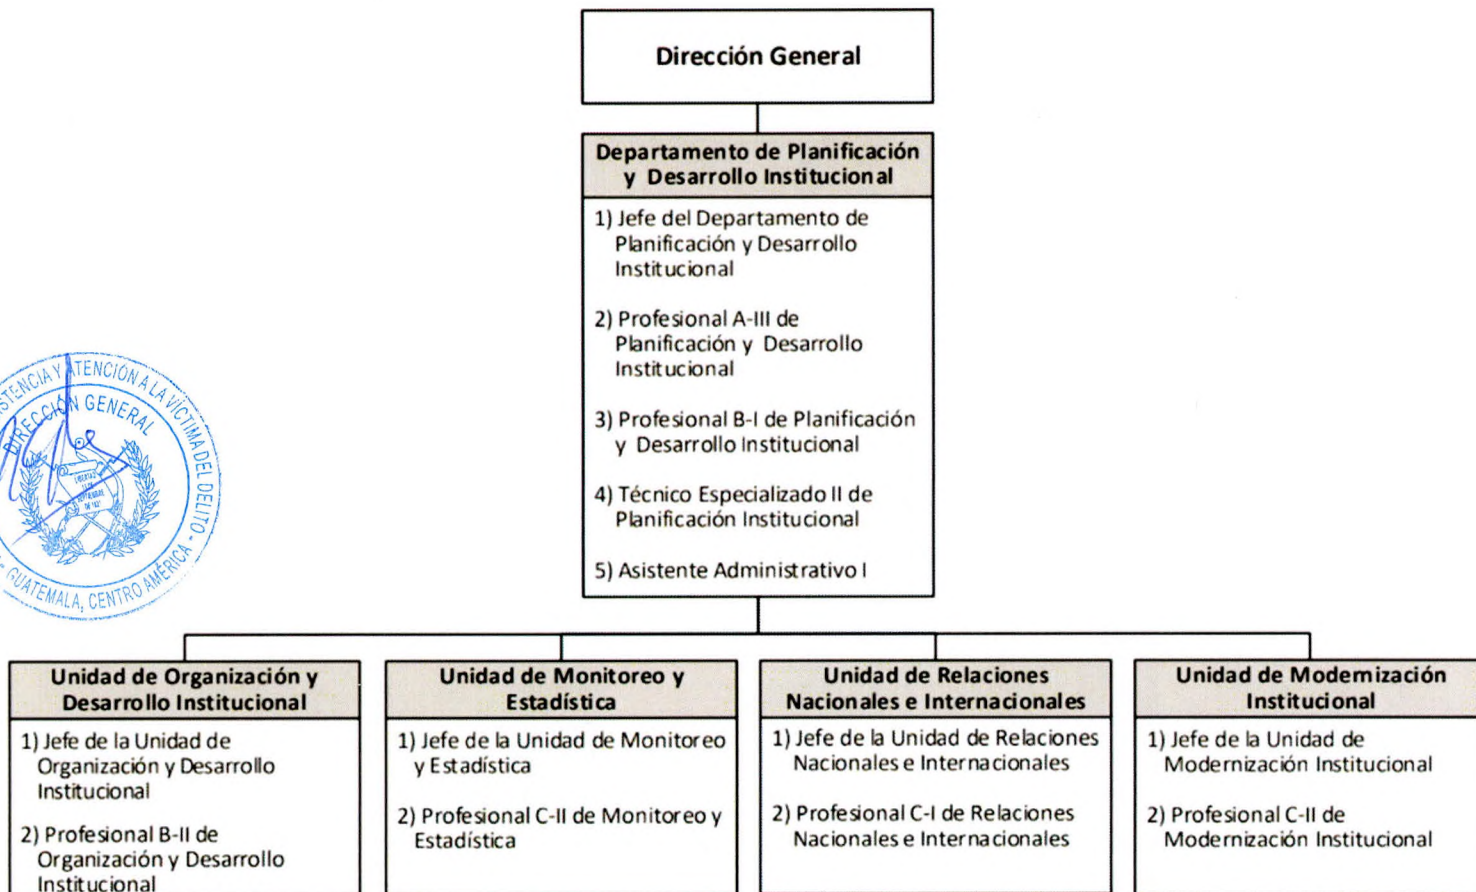 Dirección General
Departamento de Planificación
y Desarrollo Institucional
1) Jefe del Departamento de
Planificación y Desarrollo
Institucional
2) Profesional A-III de
Planificación y Desarrollo
Institucional
3) Profesional B-I de Planificación
y Desarrollo Institucional
4) Técnico Especializado II de
Planificación Institucional
5) Asistente Administrativo I
ATENCIÓN A LA VÍCTIMA DEL DELITO -
DIRECCIÓN GENERAL
GUATEMALA, CENTRO AMÉRICA
Unidad de Organización y
Desarrollo Institucional
1) Jefe de la Unidad de
Organización y Desarrollo
Institucional
2) Profesional B-II de
Organización y Desarrollo
Institucional
Unidad de Monitoreo y
Estadística
1) Jefe de la Unidad de Monitoreo
y Estadística
2) Profesional C-II de Monitoreo y
Estadística
Unidad de Relaciones
Nacionales e Internacionales
1) Jefe de la Unidad de Relaciones
Nacionales e Internacionales
2) Profesional C-I de Relaciones
Nacionales e Internacionales
Unidad de Modernización
Institucional
1) Jefe de la Unidad de
Modernización Institucional
2) Profesional C-II de
Modernización Institucional